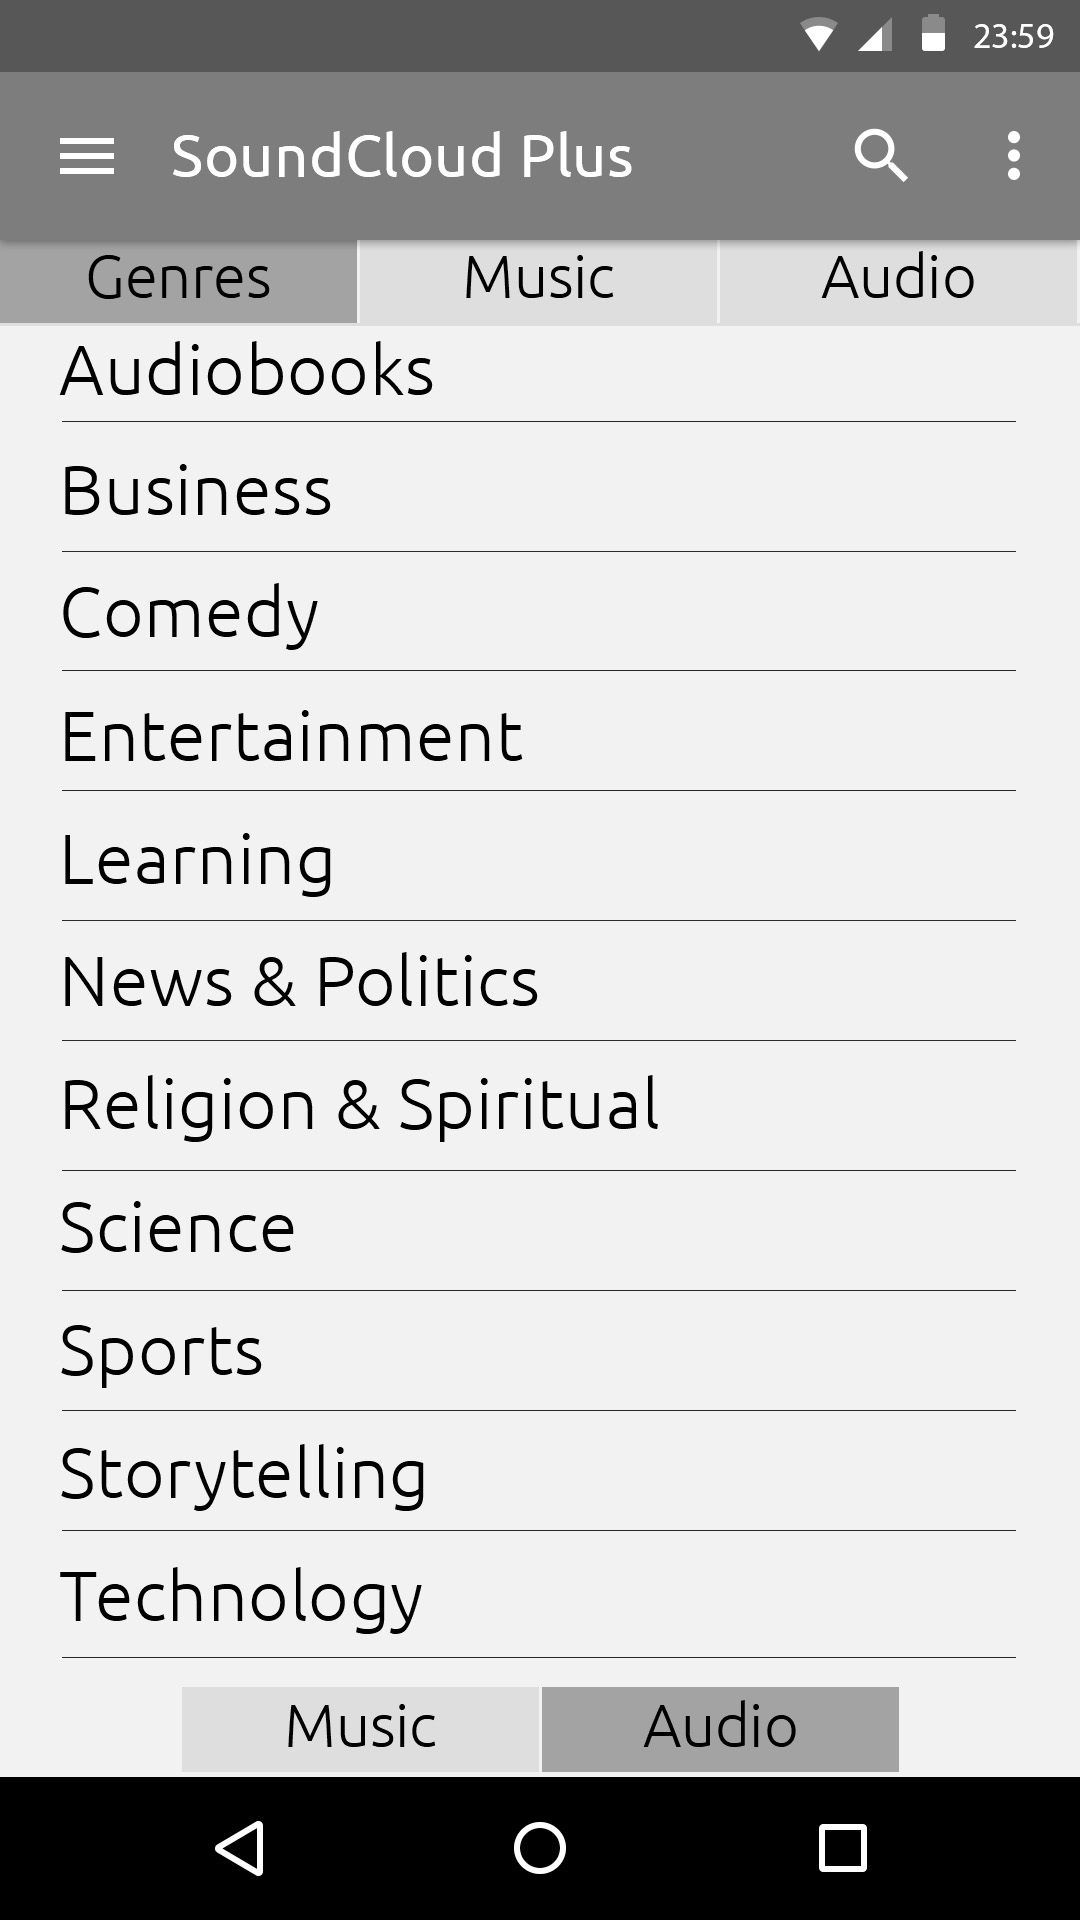 23:59
SoundCloud Plus
Genres Music Audio
Audiobooks
Business
Comedy
Entertainment
Learning
News & Politics
Religion & Spiritual
Science
Sports
Storytelling
Technology
Music Audio